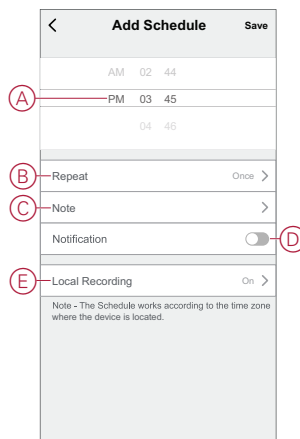 < Add Schedule Save
AM 02 44
A PM 03 45
04 46
B Repeat Once >
C Note >
Notification D
E Local Recording On >
Note - The Schedule works according to the time zone
where the device is located.